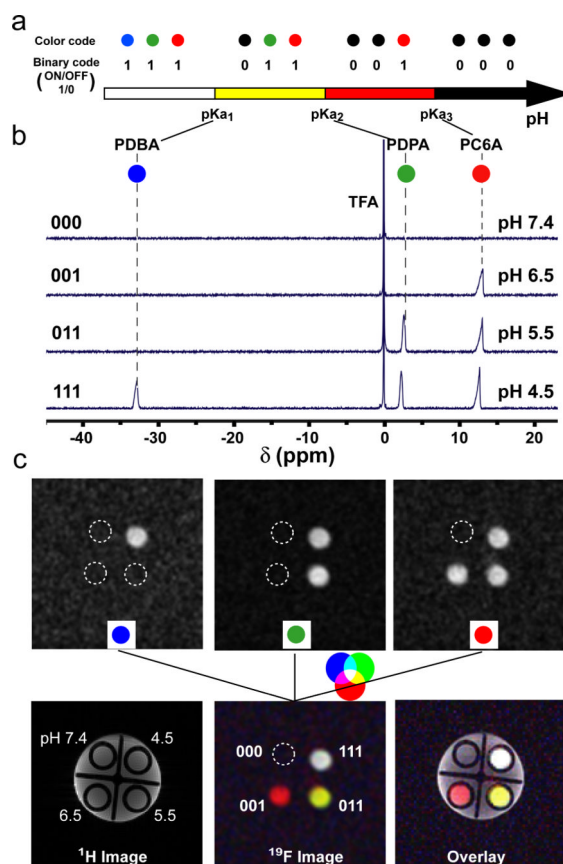 a
Color code
Binary code
(ON/OFF
1/0)
1 1 1 0 1 1 0 0 1 0 0 0
pKa1 pKa2 pKa3 pH
b
PDBA PDPA PC6A
TFA
000 pH 7.4
001 pH 6.5
011 pH 5.5
111 pH 4.5
-40 -30 -20 -10 0 10 20
δ (ppm)
c
pH 7.4 4.5
6.5 5.5
1H Image
000 111
001 011
19F Image
Overlay